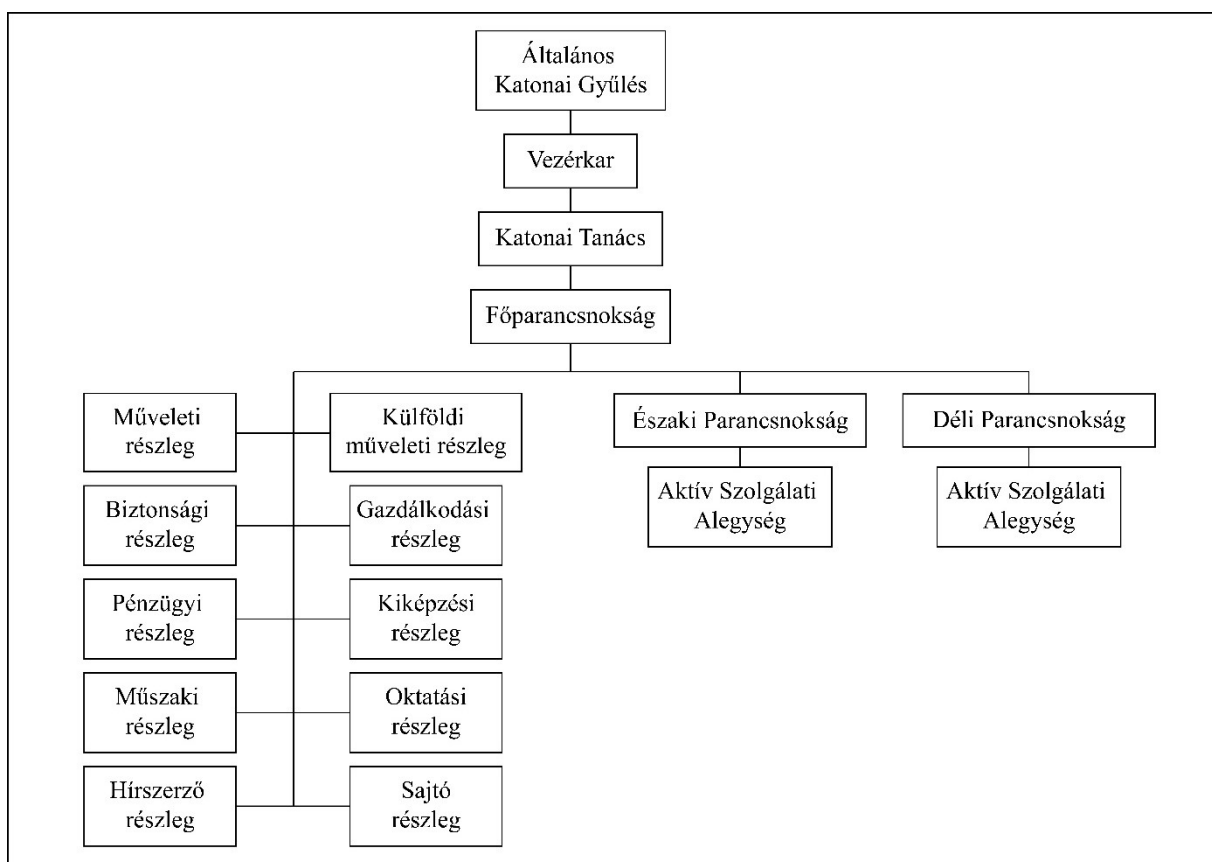 Általános
Katonai Gyűlés
Vezérkar
Katonai Tanács
Főparancsnokság
Műveleti
részleg
Külföldi
műveleti részleg
Északi Parancsnokság
Déli Parancsnokság
Biztonsági
részleg
Gazdálkodási
részleg
Aktív Szolgálati
Alegység
Aktív Szolgálati
Alegység
Pénzügyi
részleg
Kiképzési
részleg
Műszaki
részleg
Oktatási
részleg
Hírszerző
részleg
Sajtó
részleg